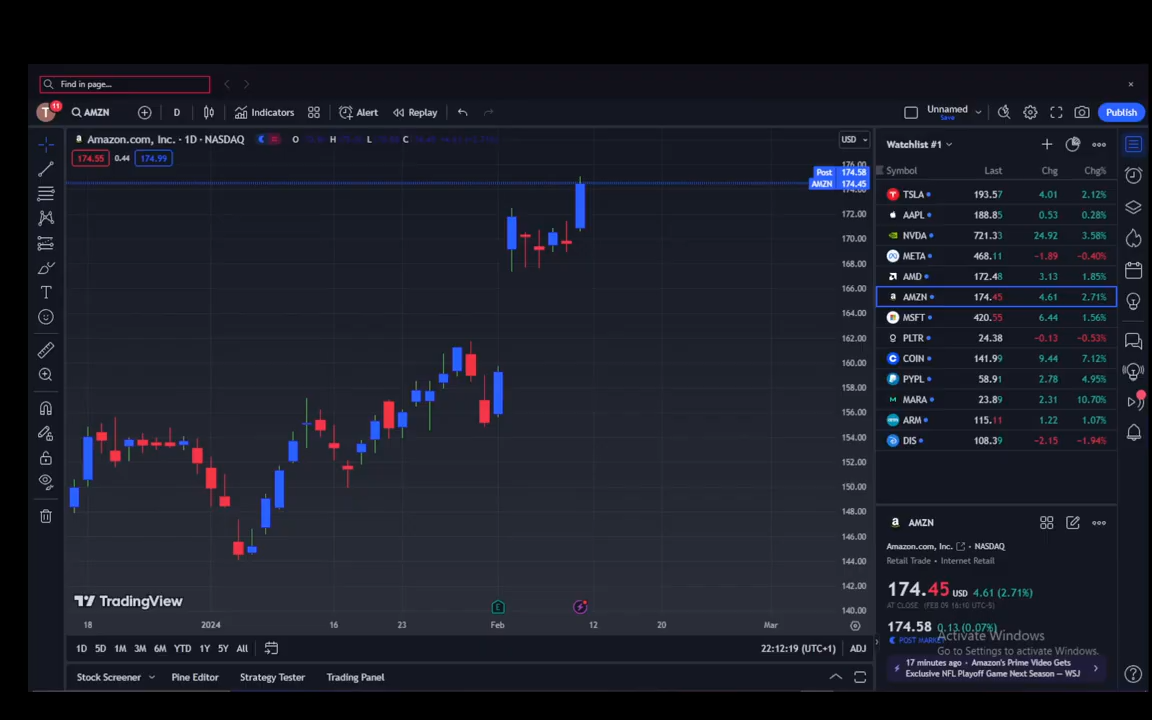 Find in page...
T 11 AMZN D Indicators Alert Replay Unnamed Save Publish
Amazon.com, Inc. · 1D · NASDAQ O H L
174.55 0.44 174.99
USD
176.00
Post 174.58
AMZN 174.45
172.00
170.00
168.00
166.00
164.00
162.00
160.00
158.00
156.00
154.00
152.00
150.00
148.00
146.00
144.00
142.00
140.00
TradingView
18 2024 16 23 Feb 12 20 Mar
E
1D 5D 1M 3M 6M YTD 1Y 5Y All 22:12:19 (UTC+1) ADJ
Stock Screener Pine Editor Strategy Tester Trading Panel
Watchlist #1
Symbol Last Chg Chg%
TSLA 193.57 4.01 2.12%
AAPL 188.85 0.53 0.28%
NVDA 721.33 24.92 3.58%
META 468.11 −1.89 −0.40%
AMD 172.48 3.13 1.85%
AMZN 174.45 4.61 2.71%
MSFT 420.55 6.44 1.56%
PLTR 24.38 −0.13 −0.53%
COIN 141.99 9.44 7.12%
PYPL 58.91 2.78 4.95%
MARA 23.89 2.31 10.70%
ARM 115.11 1.22 1.07%
DIS 108.39 −2.15 −1.94%
AMZN
Amazon.com, Inc. · NASDAQ
Retail Trade · Internet Retail
174.45 USD 4.61 (2.71%)
AT CLOSE (FEB 09 16:10 UTC-5)
174.58 0.13 (0.07%)
POST MARKET
Activate Windows
Go to Settings to activate Windows.
17 minutes ago · Amazon's Prime Video Gets
Exclusive NFL Playoff Game Next Season — WSJ